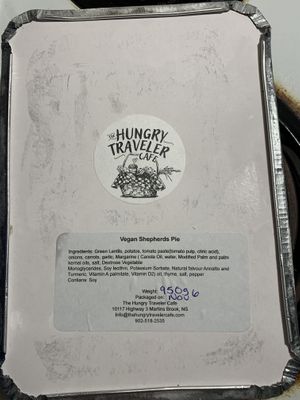 THE
HUNGRY
TRAVELER
CAFE
Vegan Shepherds Pie
Ingredients: Green Lentils, potatos, tomato paste(tomato pulp, citric acid),
onions, carrots, garlic, Margarine ( Canola Oil, water, Modified Palm and palm
kernel oils, salt, Dextrose Vegetable
Monoglycerides, Soy lecithin, Potassium Sorbate, Natural flavour Annatto and
Turmeric, Vitamin A palmitate, Vitamin D2) oil, thyme, salt, pepper
Contains: Soy
Weight: 950g
Packaged on: Nov 6
The Hungry Traveler Cafe
10117 Highway 3 Martins Brook, NS
info@thehungrytravelercafe.com
902-518-2535